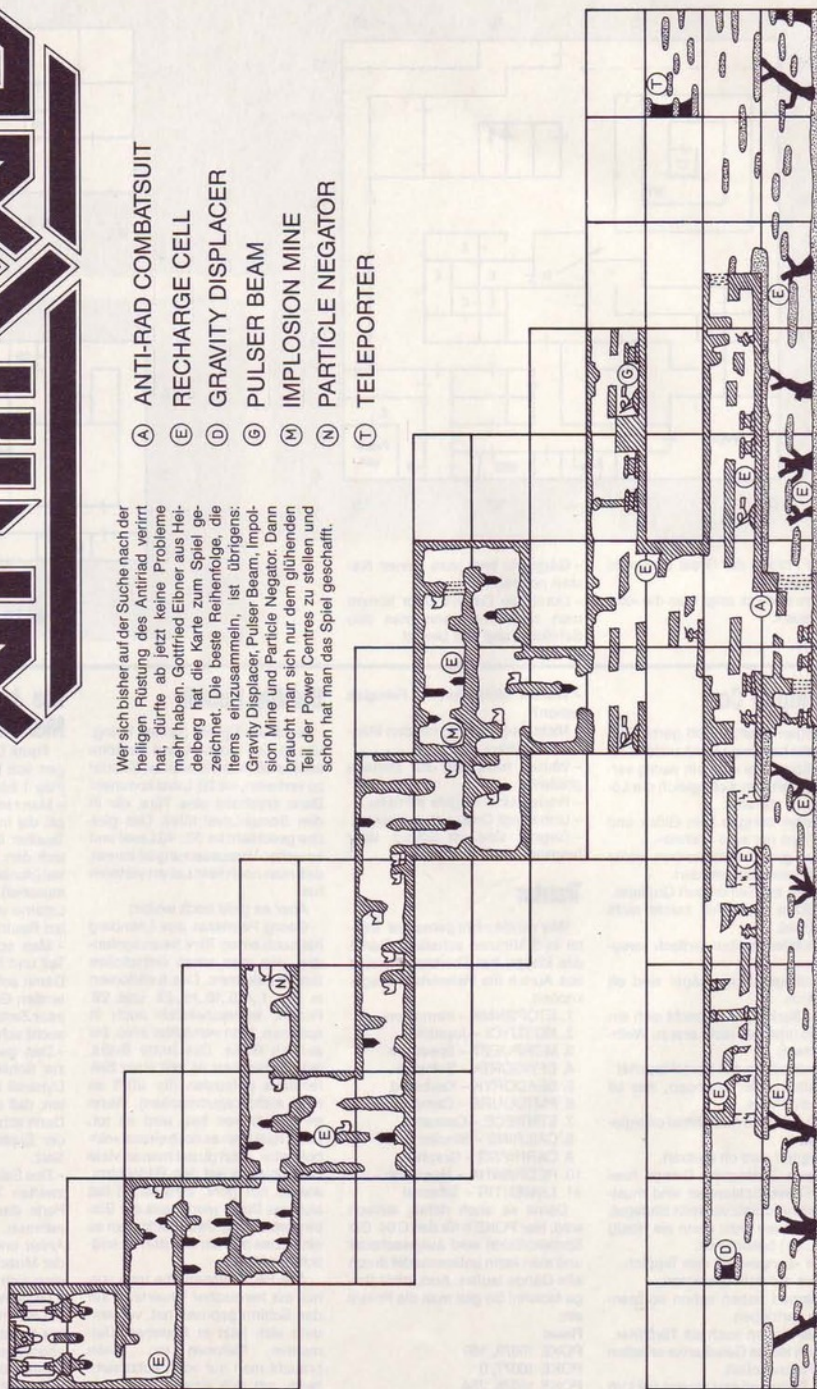 Wer sich bisher auf der Suche nach der
heiligen Rüstung des Antiriad verirrt
hat, dürfte ab jetzt keine Probleme
mehr haben. Gottfried Eibner aus Hei-
delberg hat die Karte zum Spiel ge-
zeichnet. Die beste Reihenfolge, die
Items einzusammeln, ist übrigens:
Gravity Displacer, Pulser Beam, Implo-
sion Mine und Particle Negator. Dann
braucht man sich nur dem glühenden
Teil der Power Centres zu stellen und
schon hat man das Spiel geschafft.
A ANTI-RAD COMBATSUIT
E RECHARGE CELL
D GRAVITY DISPLACER
G PULSER BEAM
M IMPLOSION MINE
N PARTICLE NEGATOR
T TELEPORTER
E
N
E
M
E
G
E
T
D
E
E
E
A
E
E
E